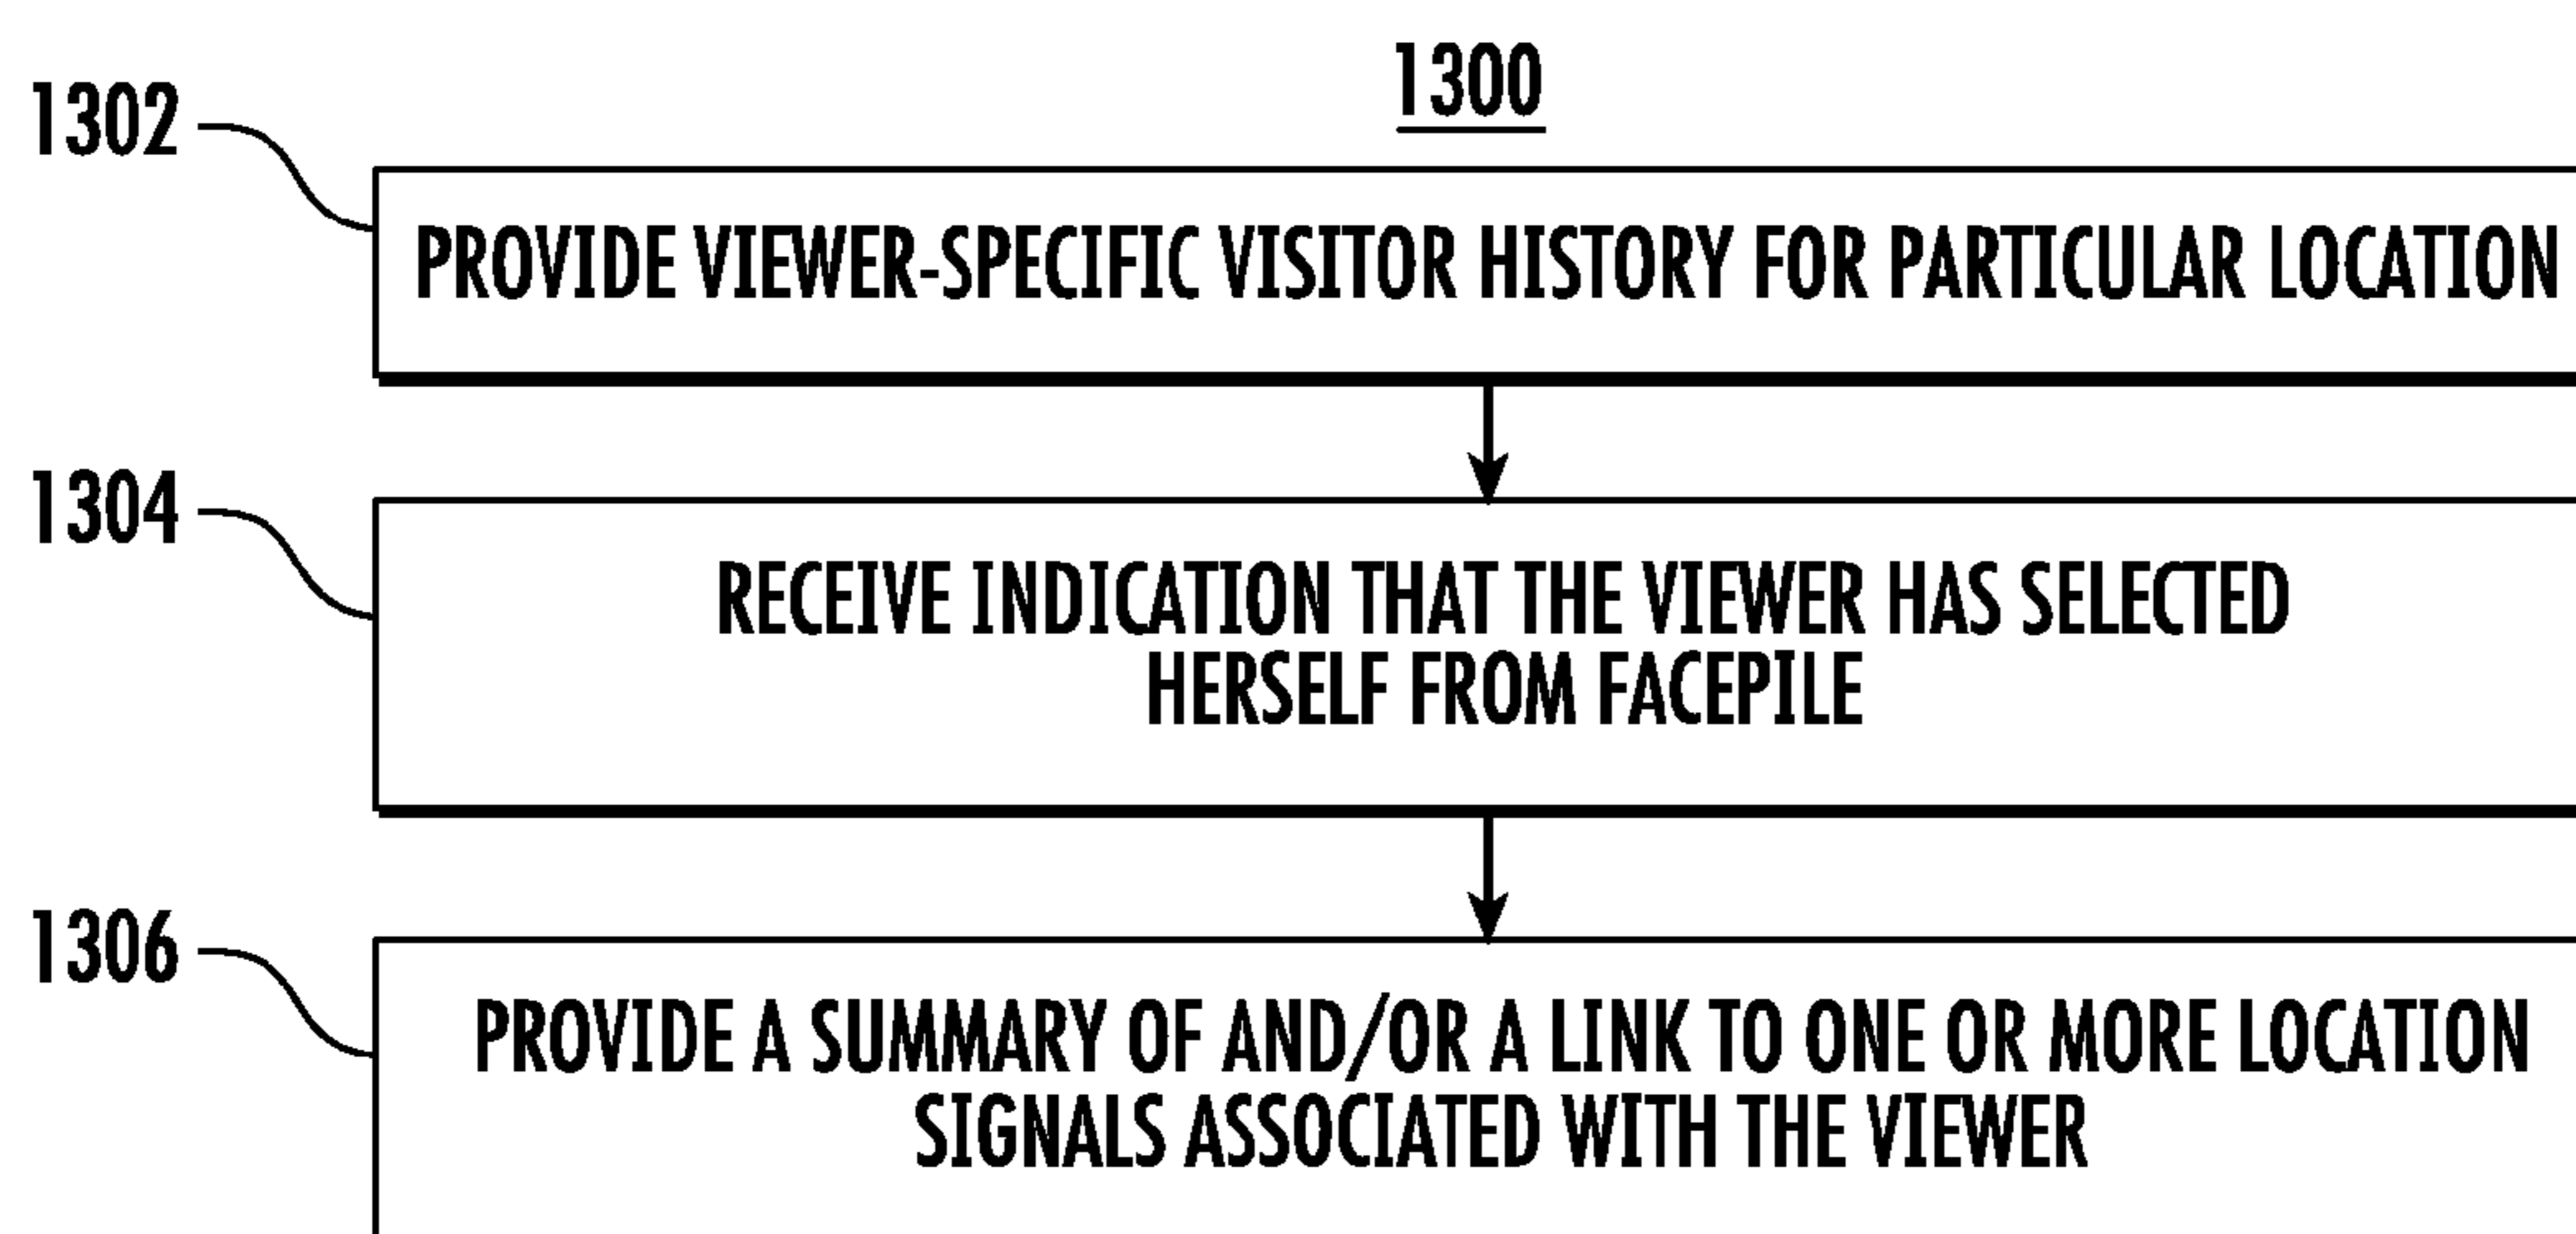 1300
1302
PROVIDE VIEWER-SPECIFIC VISITOR HISTORY FOR PARTICULAR LOCATION
1304
RECEIVE INDICATION THAT THE VIEWER HAS SELECTED
HERSELF FROM FACEPILE
1306
PROVIDE A SUMMARY OF AND/OR A LINK TO ONE OR MORE LOCATION
SIGNALS ASSOCIATED WITH THE VIEWER